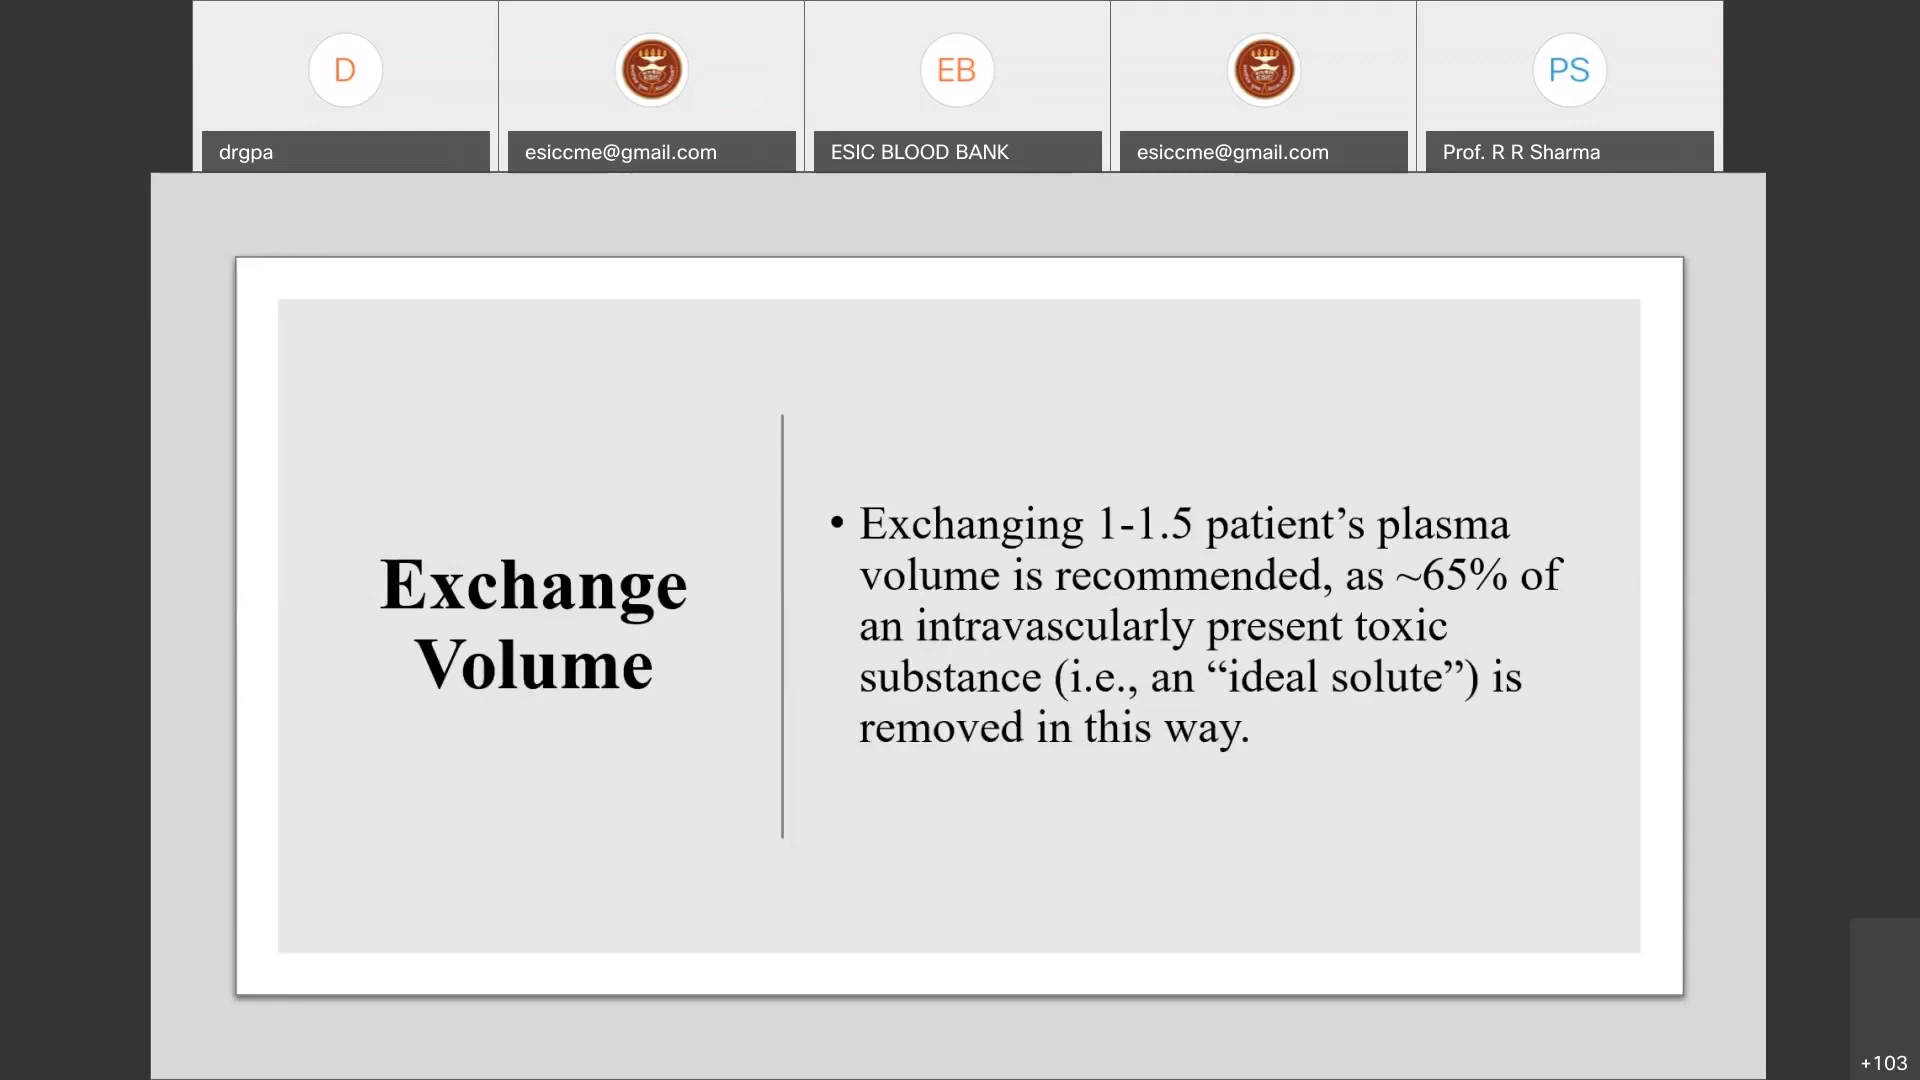 D
EB
PS
drgpa
esiccme@gmail.com
ESIC BLOOD BANK
esiccme@gmail.com
Prof. R R Sharma
Exchange
Volume
• Exchanging 1-1.5 patient’s plasma
volume is recommended, as ~65% of
an intravascularly present toxic
substance (i.e., an “ideal solute”) is
removed in this way.
+103